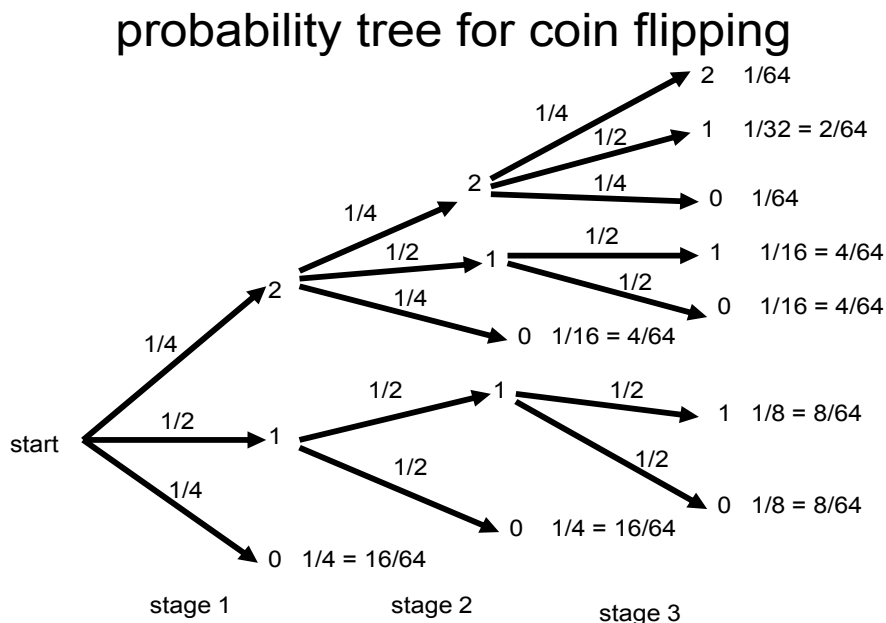 probability tree for coin flipping
2 1/64
1/4
1/2
1 1/32 = 2/64
2
1/4
0 1/64
1/4
1/2
1/2
1
1 1/16 = 4/64
2
1/4
1/2
0 1/16 = 4/64
0 1/16 = 4/64
1/4
1/2
1
1/2
1 1/8 = 8/64
1/2
start
1
1/2
1/2
1/4
0 1/8 = 8/64
0 1/4 = 16/64
0 1/4 = 16/64
stage 1
stage 2
stage 3